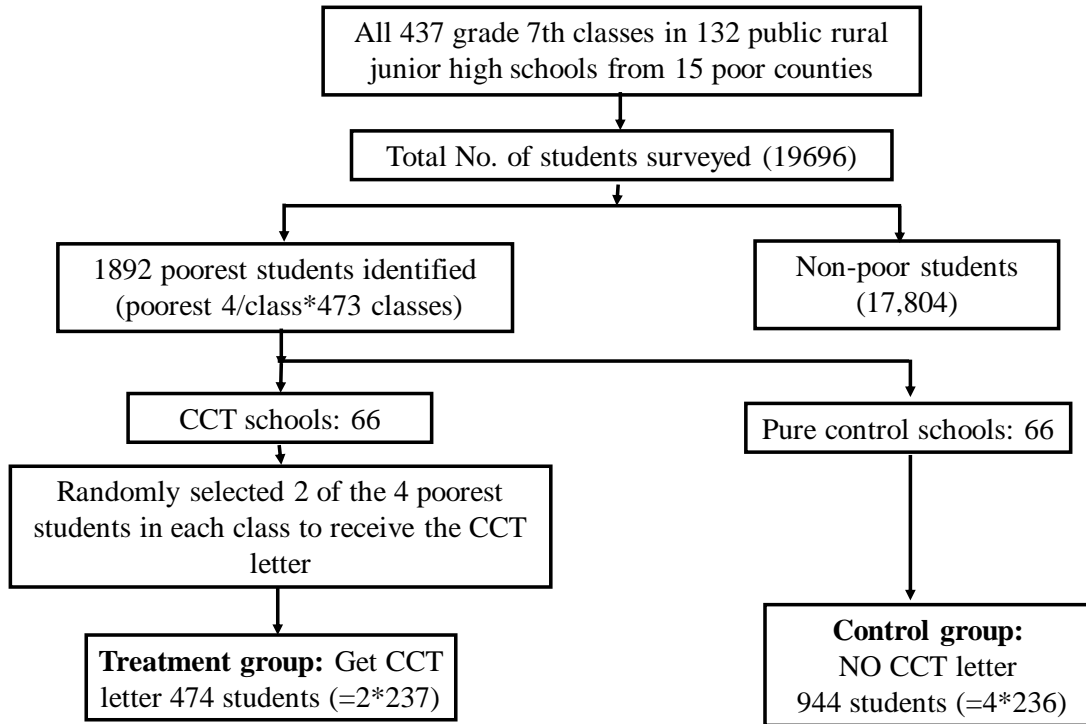 All 437 grade 7th classes in 132 public rural
junior high schools from 15 poor counties
Total No. of students surveyed (19696)
1892 poorest students identified
(poorest 4/class*473 classes)
Non-poor students
(17,804)
CCT schools: 66
Pure control schools: 66
Randomly selected 2 of the 4 poorest
students in each class to receive the CCT
letter
Treatment group: Get CCT
letter 474 students (=2*237)
Control group:
NO CCT letter
944 students (=4*236)